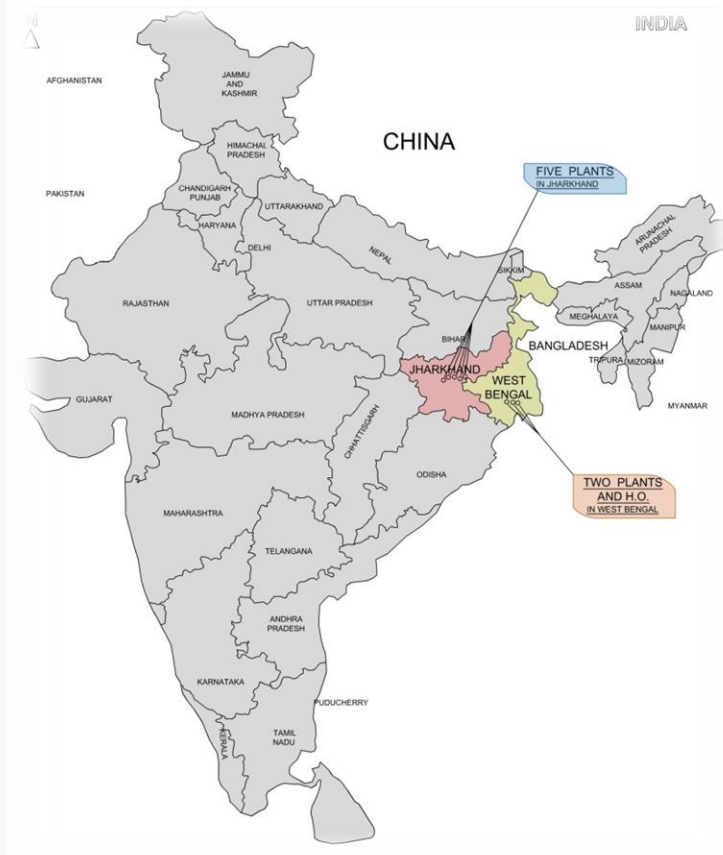 N
INDIA
JAMMU
AND
KASHMIR
AFGHANISTAN
CHINA
HIMACHAL
PRADESH
FIVE PLANTS
IN JHARKHAND
PAKISTAN
CHANDIGARH
PUNJAB
UTTARAKHAND
HARYANA
DELHI
NEPAL
ARUNACHAL
PRADESH
SIKKIM
ASSAM
NAGALAND
RAJASTHAN
UTTAR PRADESH
MEGHALAYA
MANIPUR
BIHAR
BANGLADESH
TRIPURA
MIZORAM
JHARKHAND
WEST
BENGAL
GUJARAT
MADHYA PRADESH
CHHATTISGARH
MYANMAR
ODISHA
TWO PLANTS
AND H.O.
IN WEST BENGAL
MAHARASHTRA
TELANGANA
ANDHRA
PRADESH
KARNATAKA
PUDUCHERRY
KERALA
TAMIL
NADU